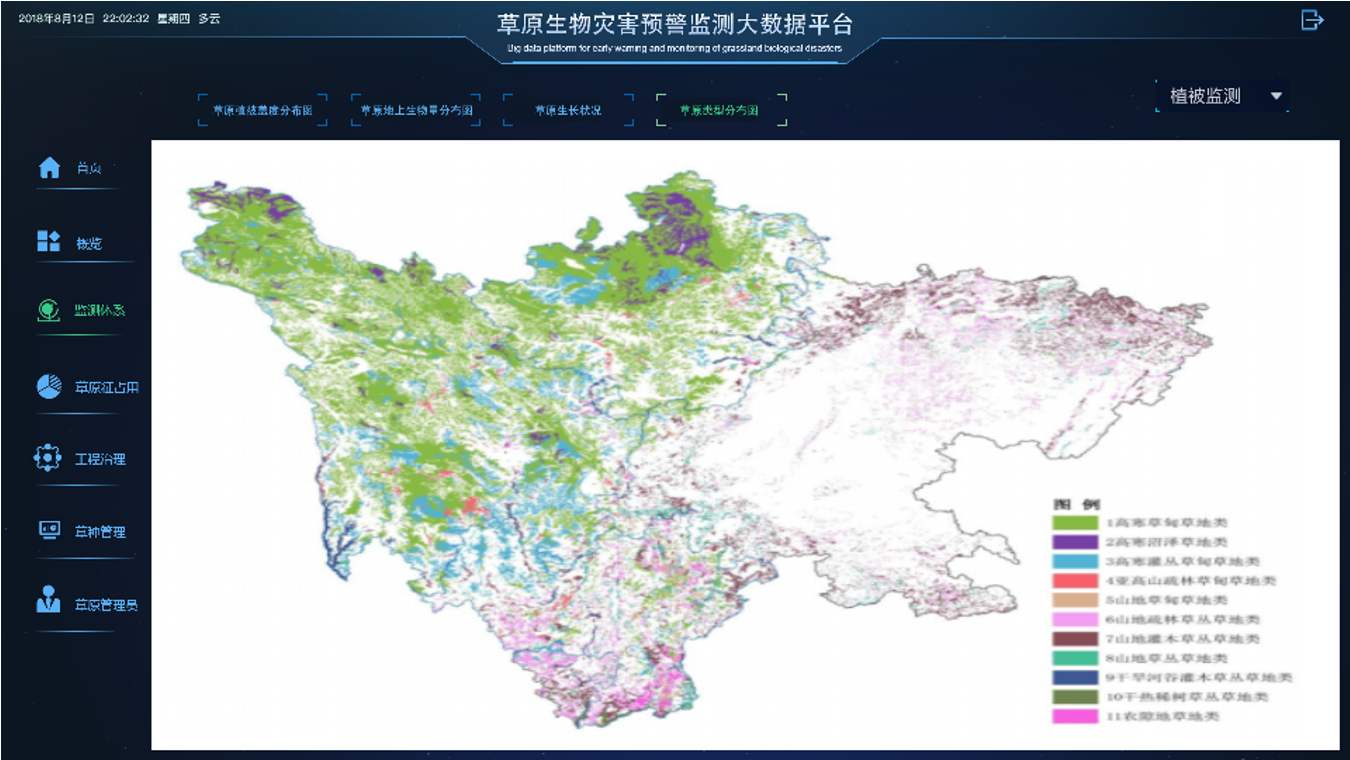 2018年8月12日 22:02:32 星期四 多云
草原生物灾害预警监测大数据平台
Big data platform for early warning and monitoring of grassland biological disasters
草原植被盖度分布图
草原地上生物量分布图
草原生长状况
草原类型分布图
植被监测
首页
概览
监测体系
草原征占用
工程治理
草种管理
草原管理员
图 例
1高寒草甸草地类
2高寒沼泽草地类
3高寒灌丛草甸草地类
4亚高山疏林草甸草地类
5山地草甸草地类
6山地疏林草丛草地类
7山地灌木草丛草地类
8山地草丛草地类
9干旱河谷灌木草丛草地类
10干热稀树草丛草地类
11农隙地草地类